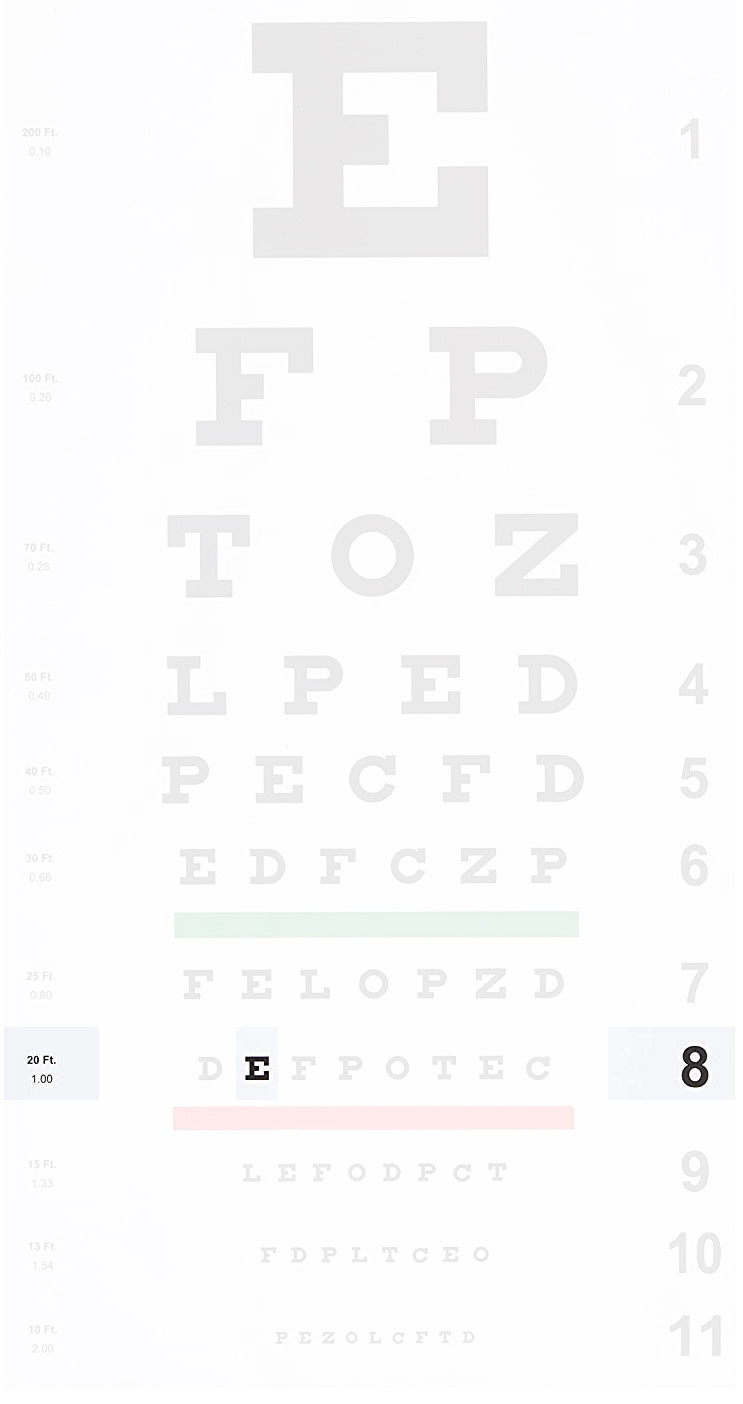 E
200 Ft.
0.10
1
F P
100 Ft.
0.20
2
T O Z
70 Ft.
0.28
3
L P E D
50 Ft.
0.40
4
P E C F D
40 Ft.
0.50
5
E D F C Z P
30 Ft.
0.66
6
F E L O P Z D
25 Ft.
0.80
7
D E F P O T E C
20 Ft.
1.00
8
L E F O D P C T
15 Ft.
1.33
9
F D P L T C E O
13 Ft.
1.54
10
P E Z O L C F T D
10 Ft.
2.00
11